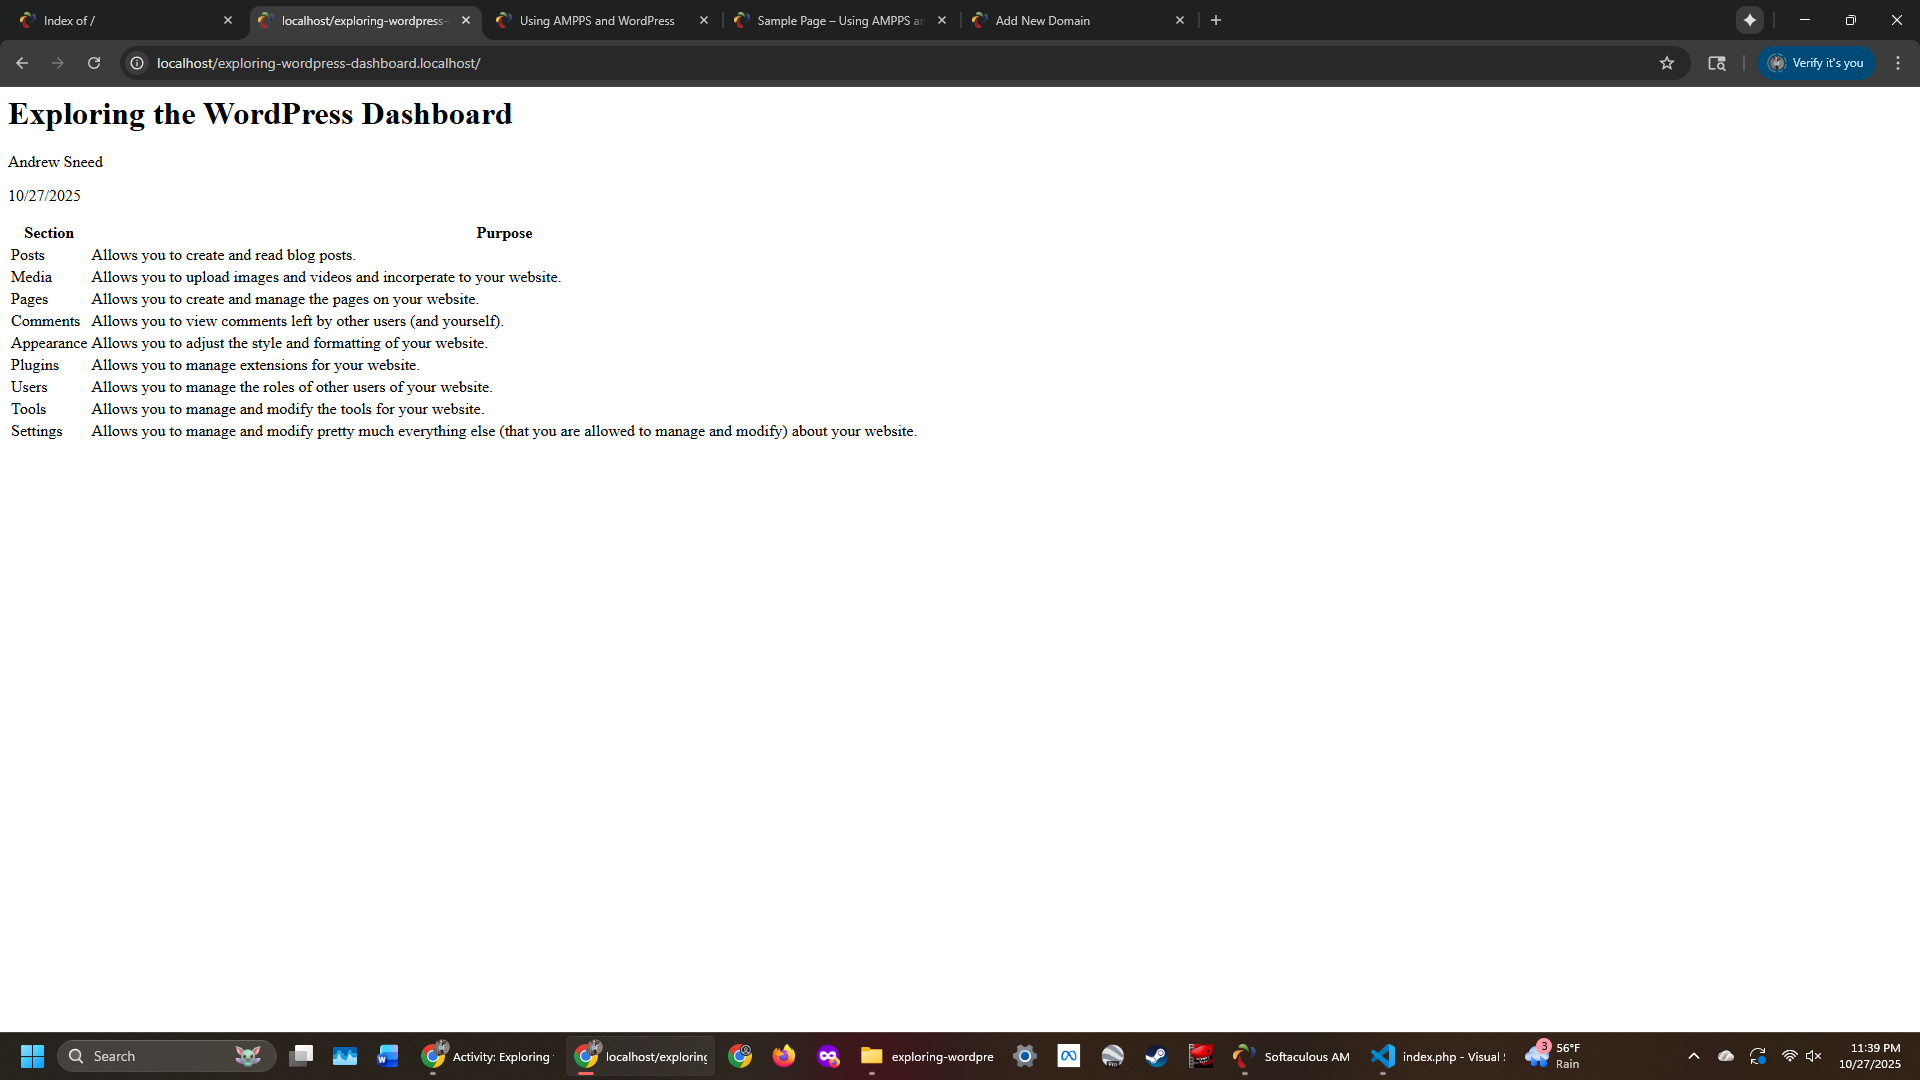 Index of /
localhost/exploring-wordpress-
Using AMPPS and WordPress
Sample Page – Using AMPPS an
Add New Domain
localhost/exploring-wordpress-dashboard.localhost/
Verify it's you
Exploring the WordPress Dashboard
Andrew Sneed
10/27/2025
Section Purpose
Posts Allows you to create and read blog posts.
Media Allows you to upload images and videos and incorperate to your website.
Pages Allows you to create and manage the pages on your website.
Comments Allows you to view comments left by other users (and yourself).
Appearance Allows you to adjust the style and formatting of your website.
Plugins Allows you to manage extensions for your website.
Users Allows you to manage the roles of other users of your website.
Tools Allows you to manage and modify the tools for your website.
Settings Allows you to manage and modify pretty much everything else (that you are allowed to manage and modify) about your website.
Search
Activity: Exploring
localhost/exploring
exploring-wordpre
Softaculous AM
index.php - Visual S
3
56°F
Rain
11:39 PM
10/27/2025